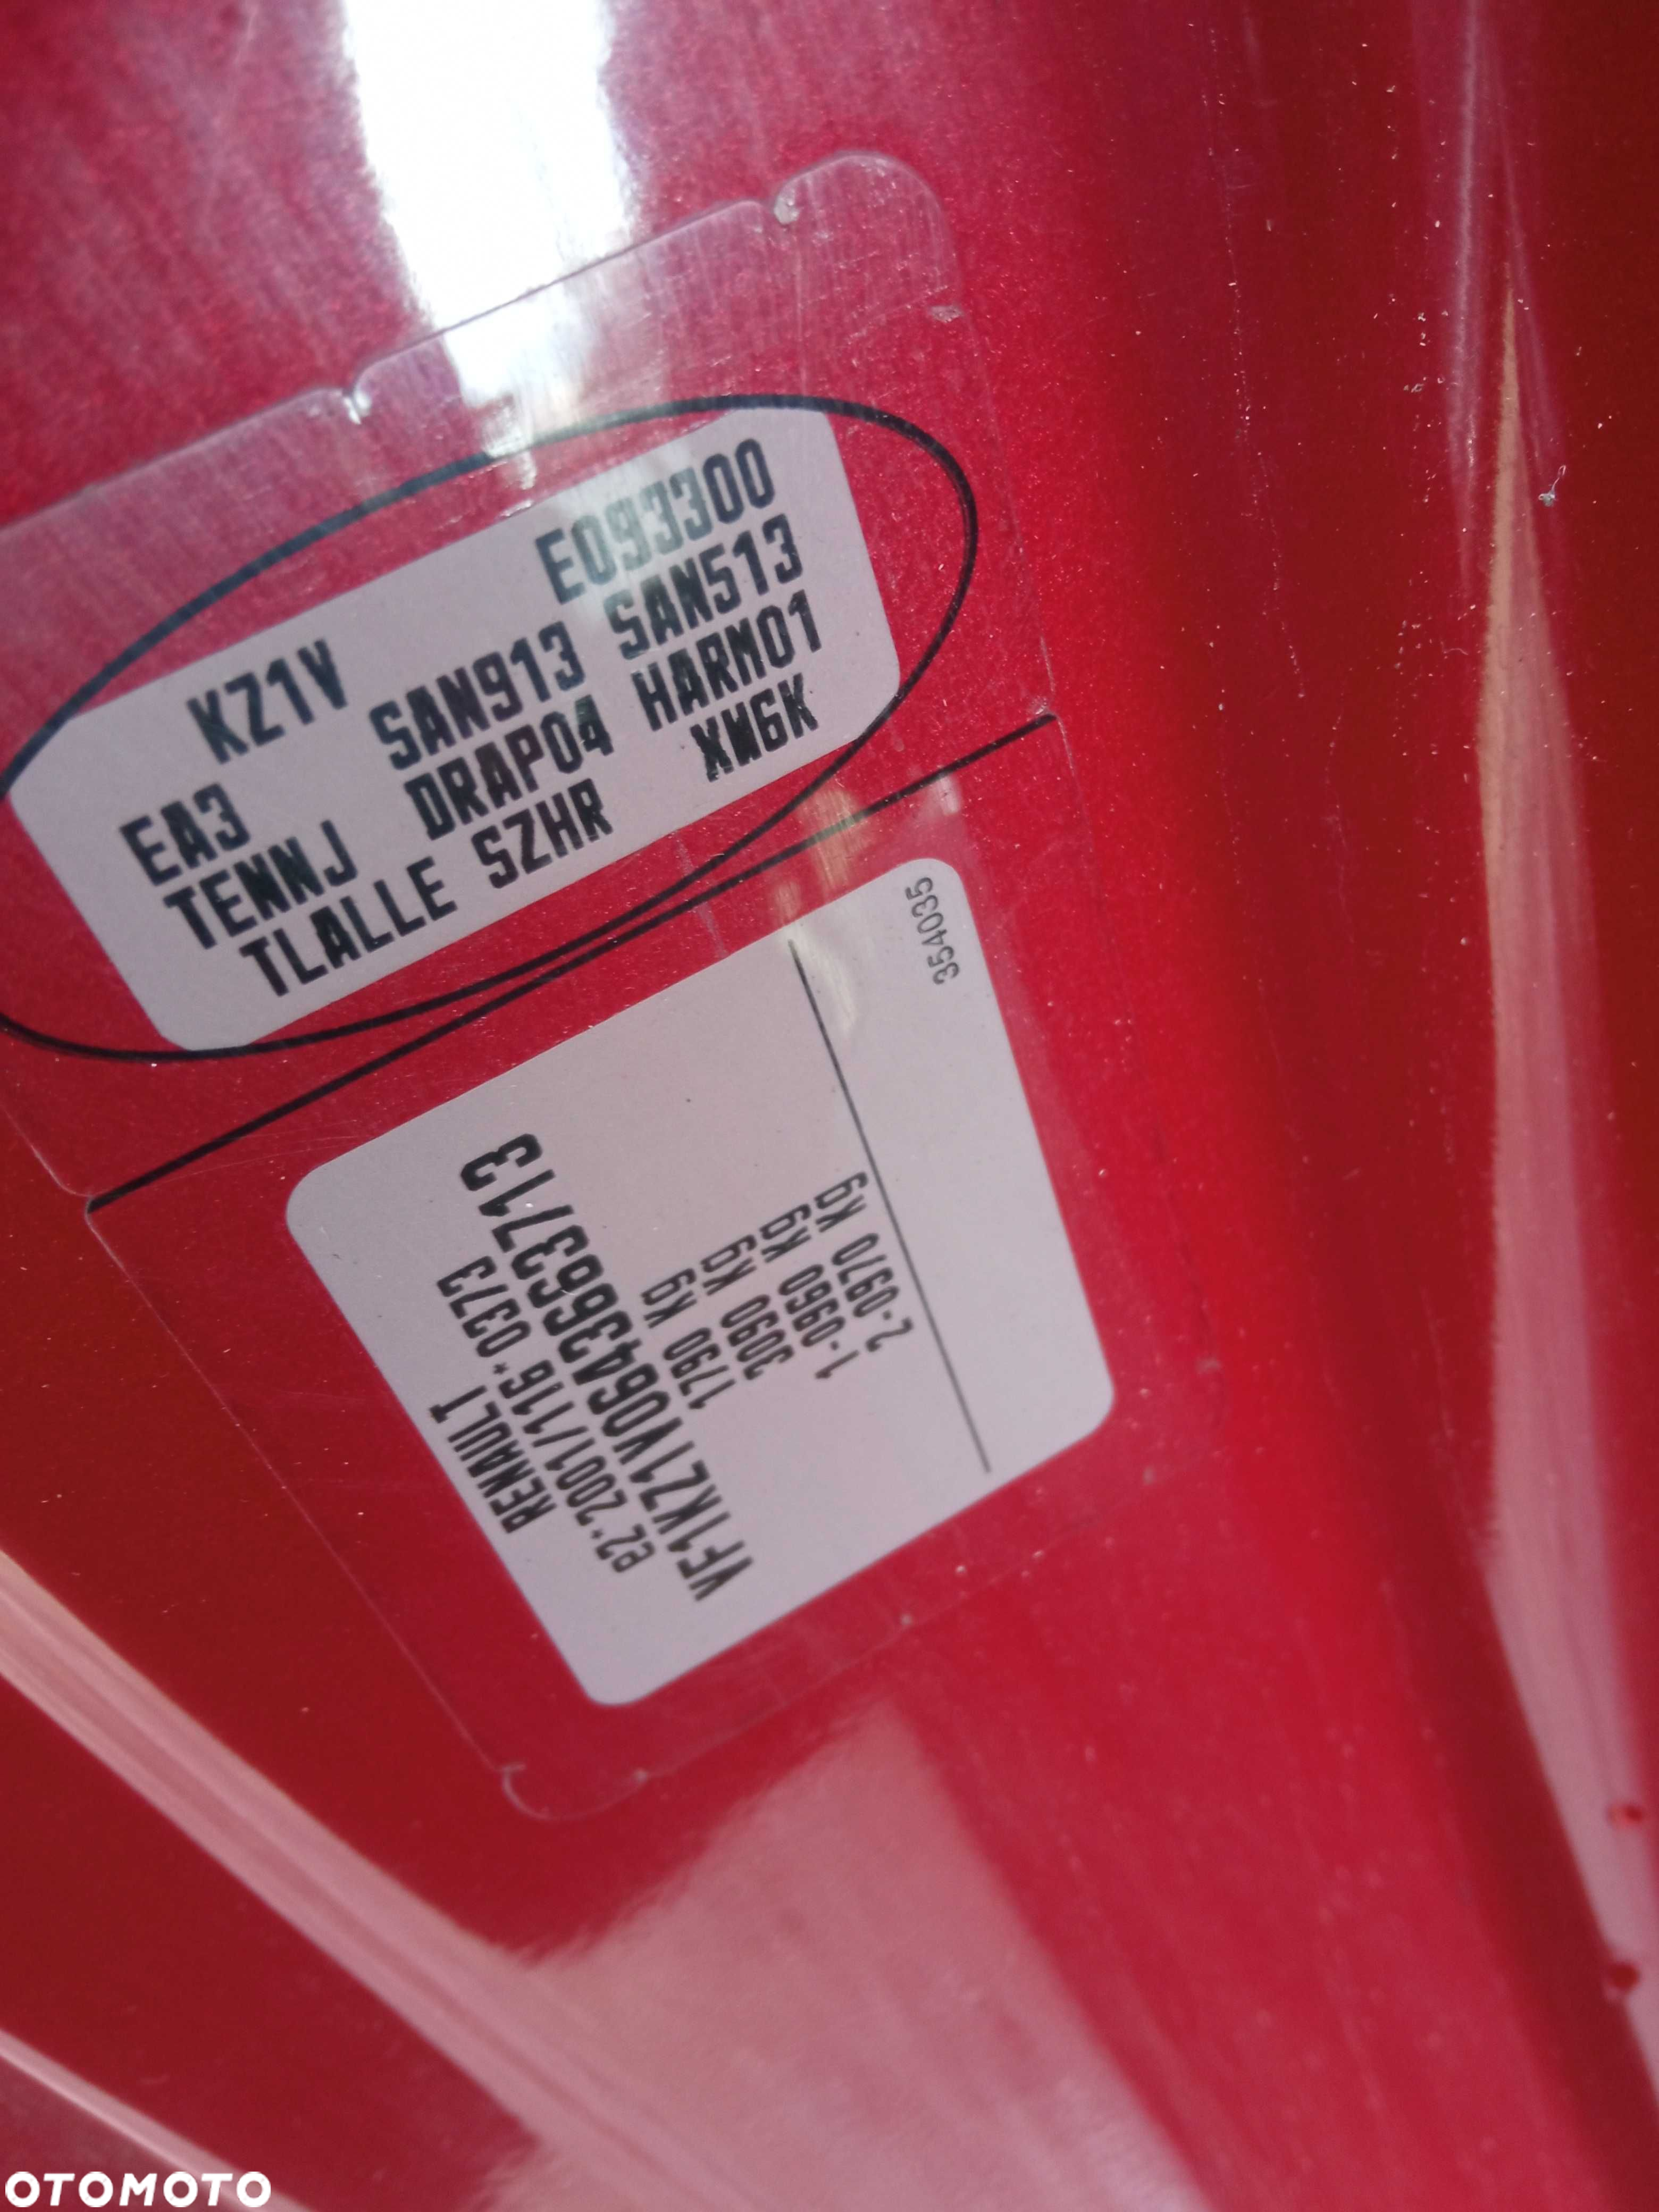 KZ1V E093300
EA3 SAN913 SAN513
TENNJ DRAP04 HARM01
TLALLE SZHR XW6K
RENAULT
e2*2001/116*0373
VF1KZ1V0643663713
1790 Kg
3090 Kg
1-0960 Kg
2-0970 Kg
354035
OTOMOTO